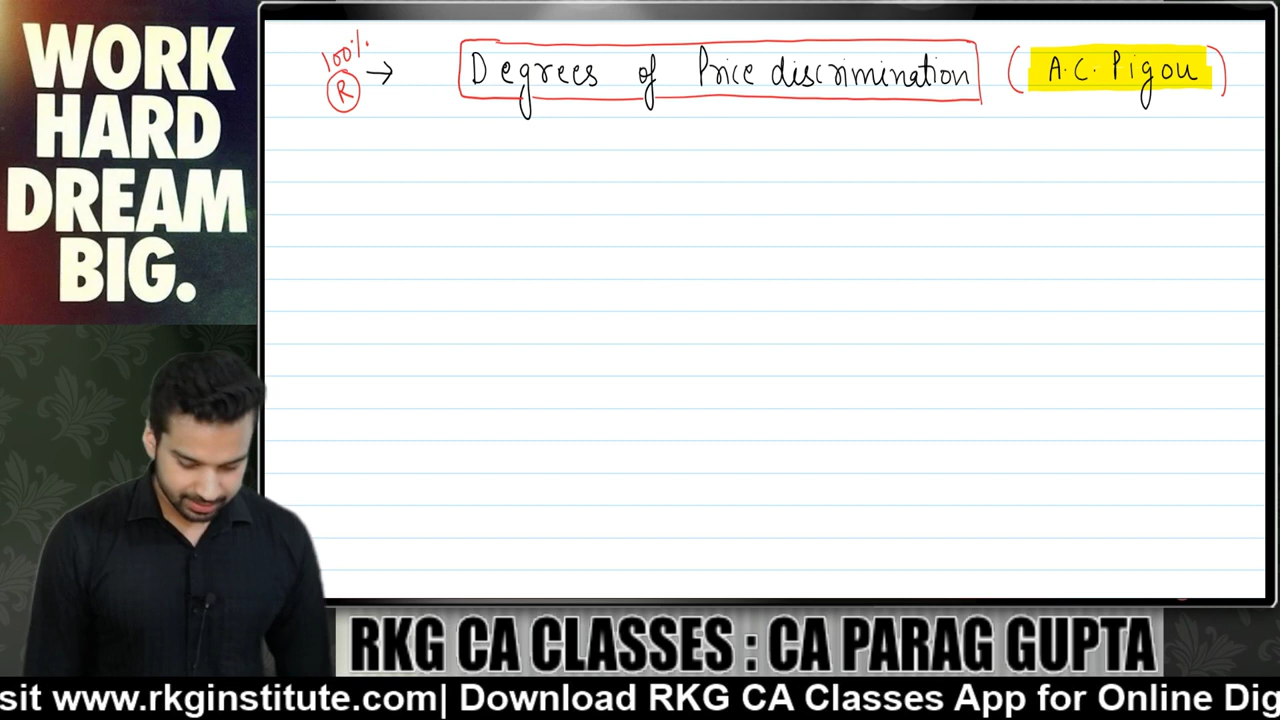 WORK
HARD
DREAM
BIG.
100%
R → Degrees of Price discrimination (A.C. Pigou)
RKG CA CLASSES : CA PARAG GUPTA
sit www.rkginstitute.com| Download RKG CA Classes App for Online Dig